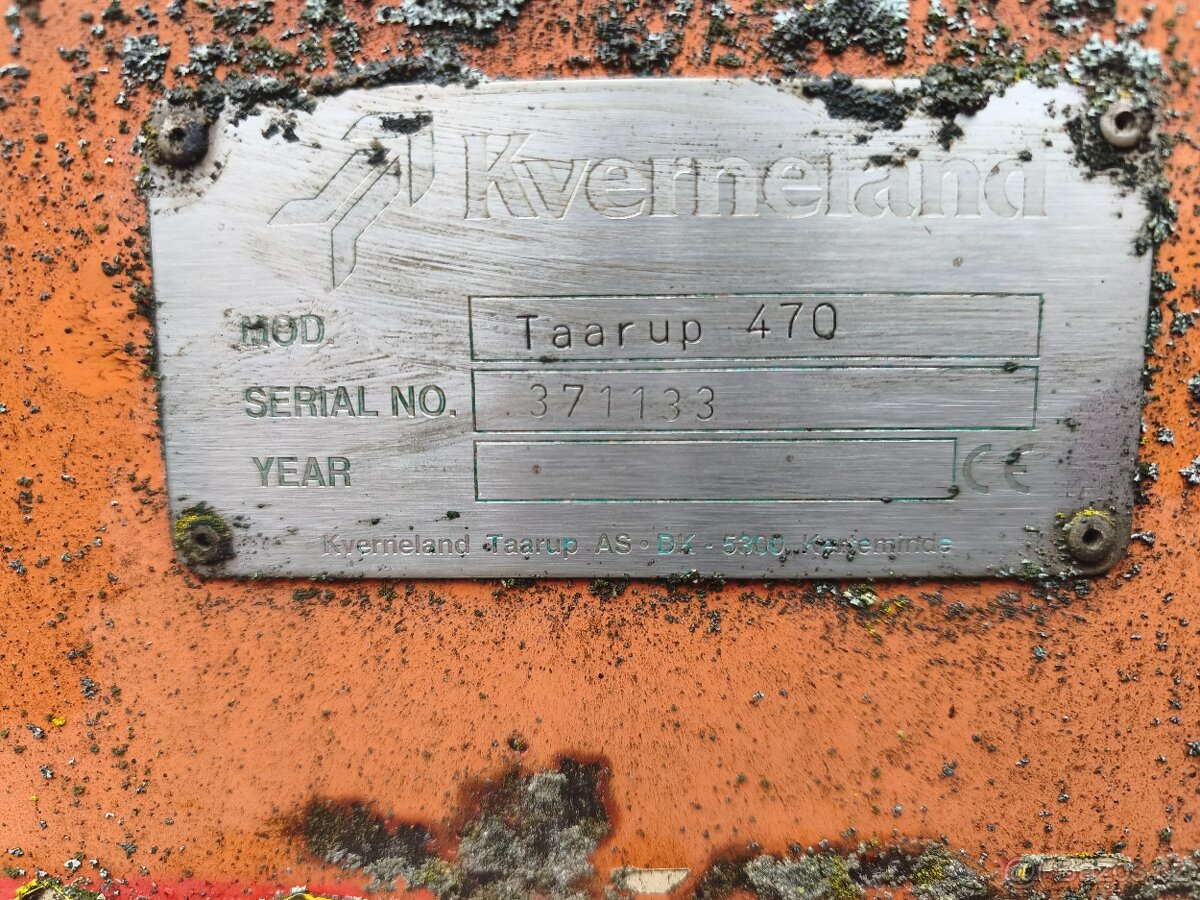 Kverneland
MOD. Taarup 470
SERIAL NO. 371133
YEAR CE
Kverneland Taarup AS · DK - 5300 Kerteminde